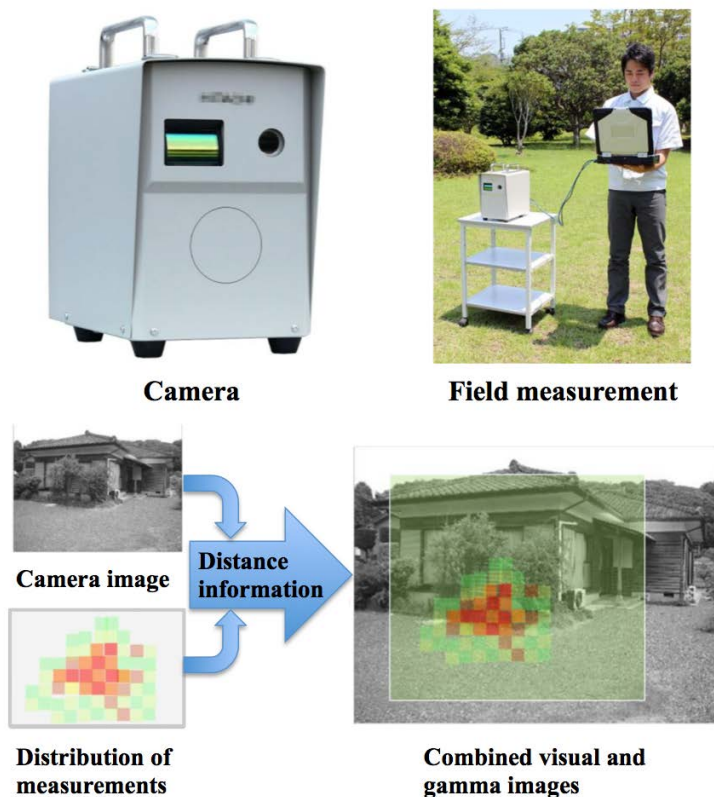 Camera
Field measurement
Camera image
Distance
information
Distribution of
measurements
Combined visual and
gamma images